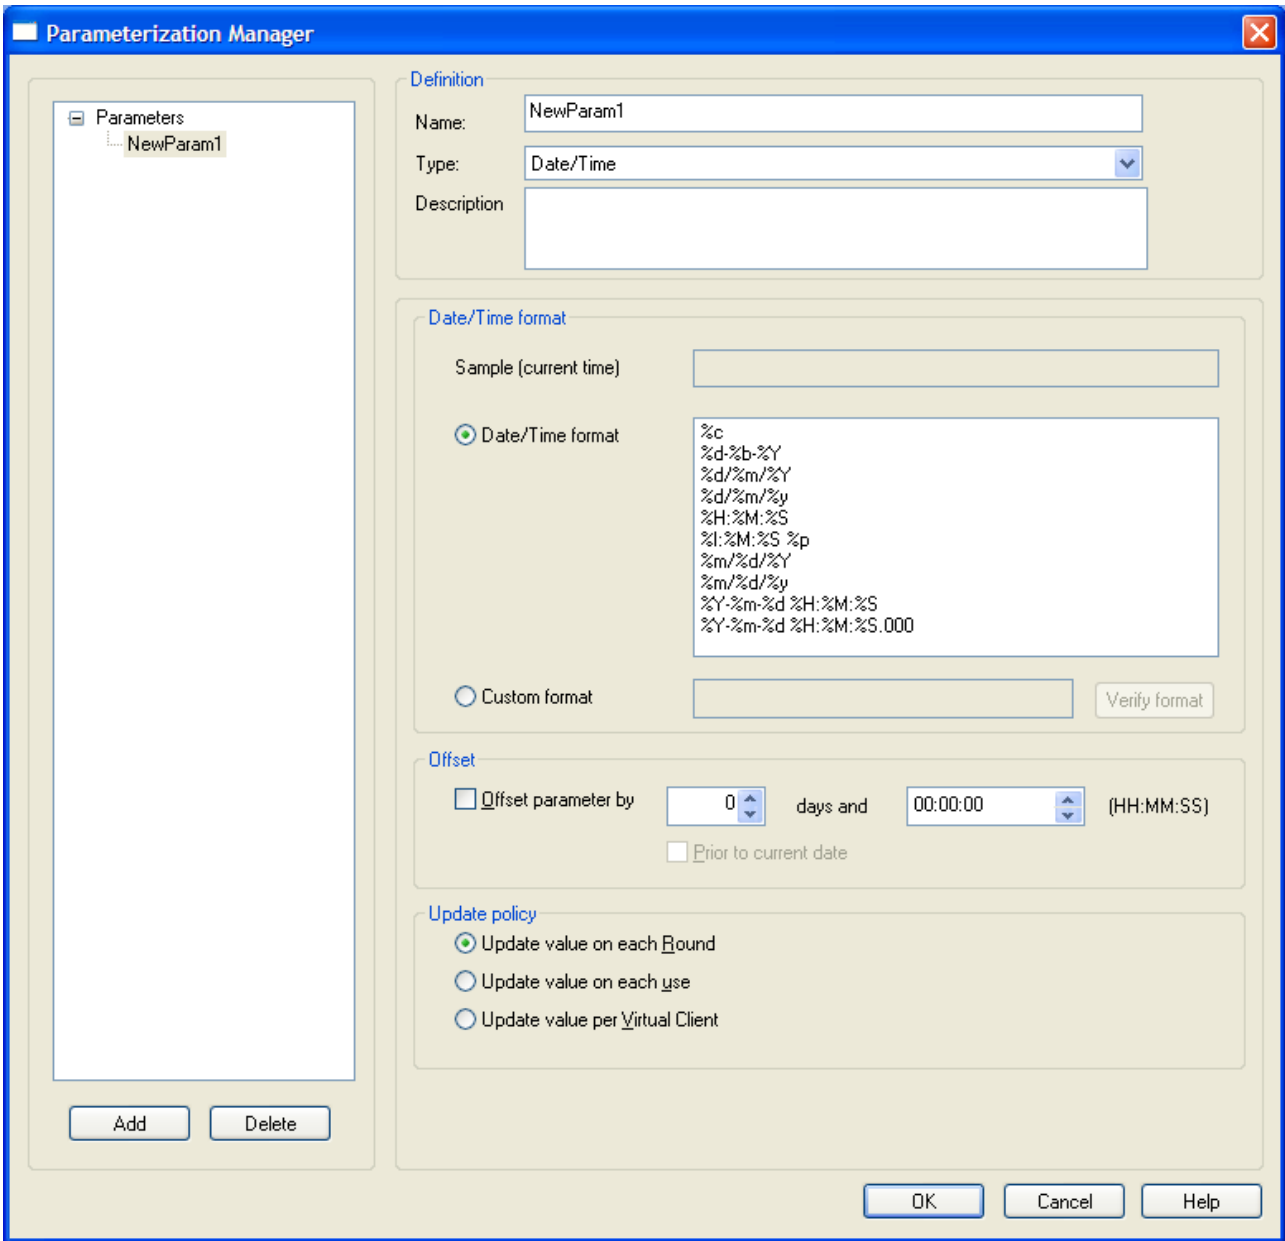 Parameterization Manager
Parameters
NewParam1
Add
Delete
Definition
Name:
NewParam1
Type:
Date/Time
Description
Date/Time format
Sample (current time)
Date/Time format
%c
%d-%b-%Y
%d/%m/%Y
%d/%m/%y
%H:%M:%S
%I:%M:%S %p
%m/%d/%Y
%m/%d/%y
%Y-%m-%d %H:%M:%S
%Y-%m-%d %H:%M:%S.000
Custom format
Verify format
Offset
Offset parameter by 0 days and 00:00:00 (HH:MM:SS)
Prior to current date
Update policy
Update value on each Round
Update value on each use
Update value per Virtual Client
OK
Cancel
Help